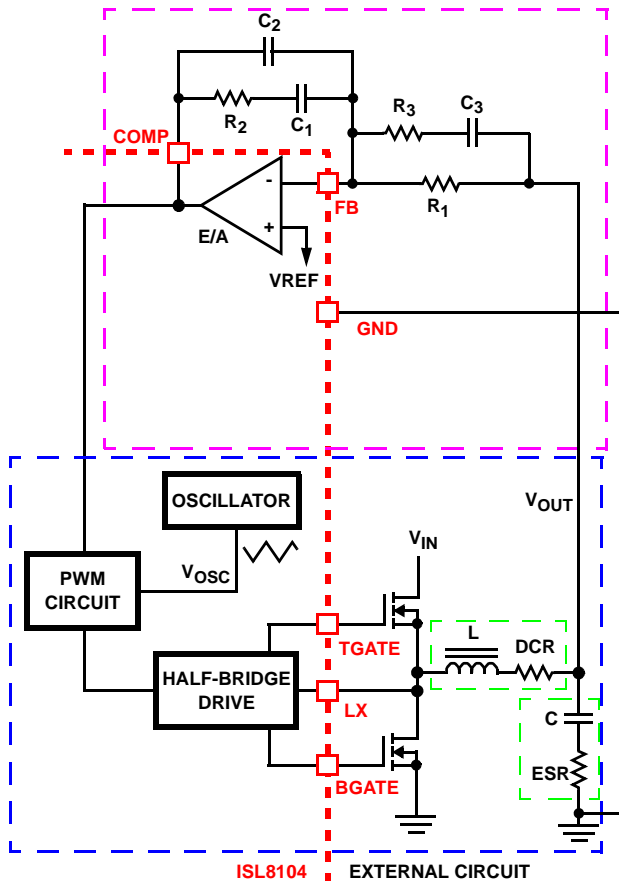 C2
R2
C1
R3
C3
COMP
-
+
FB
R1
E/A
VREF
GND
OSCILLATOR
VOUT
VIN
PWM
CIRCUIT
VOSC
L
DCR
TGATE
HALF-BRIDGE
DRIVE
LX
C
ESR
BGATE
ISL8104
EXTERNAL CIRCUIT